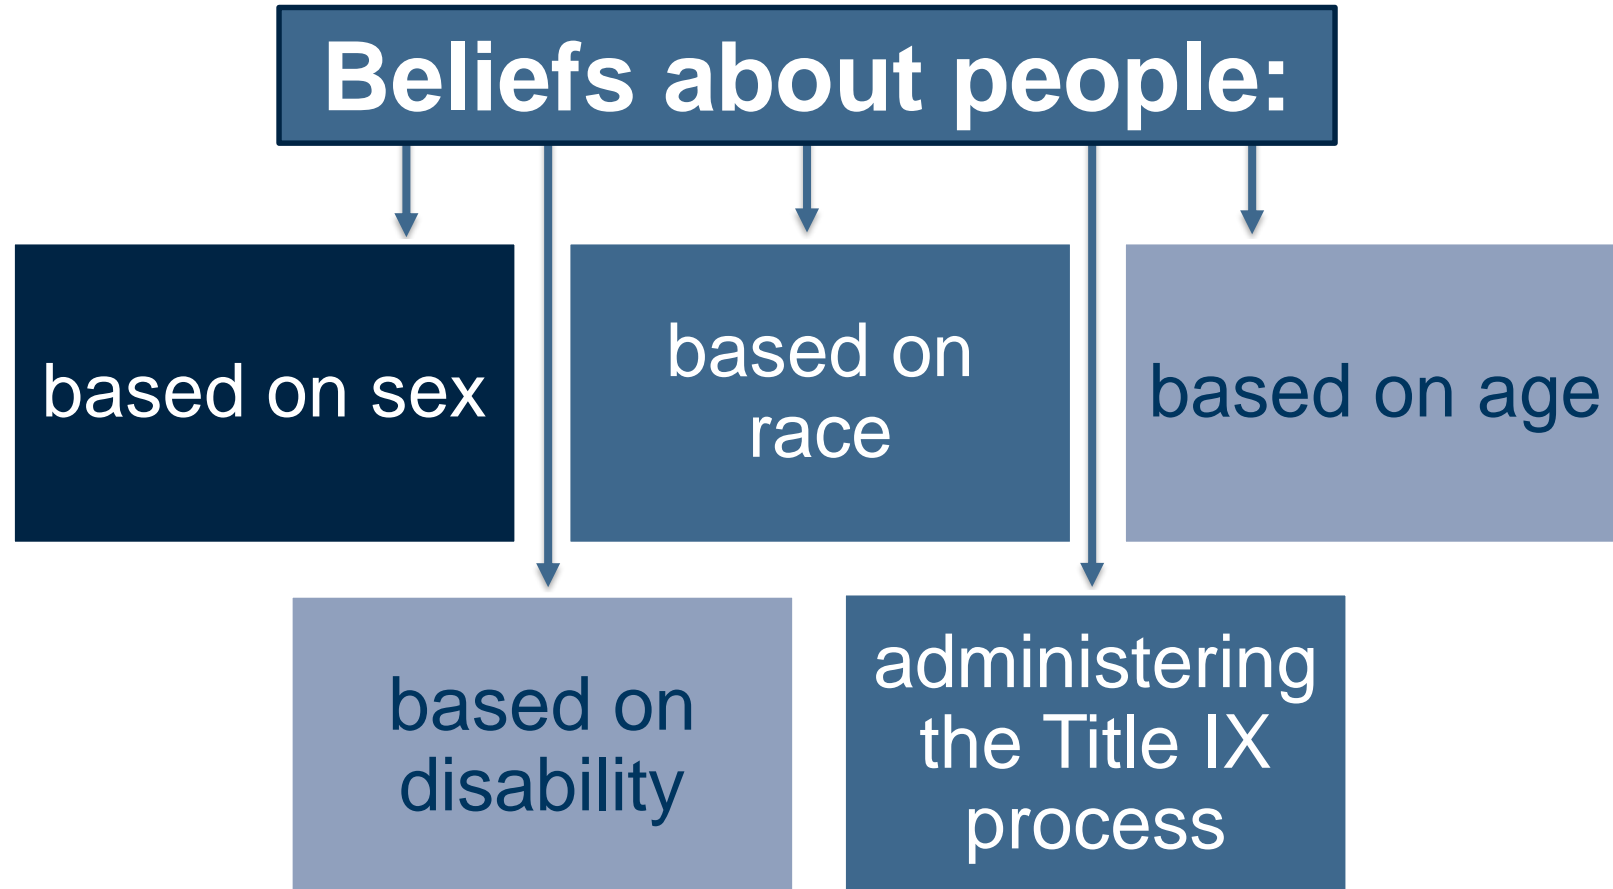 Beliefs about people:
based on sex
based on
race
based on age
based on
disability
administering
the Title IX
process